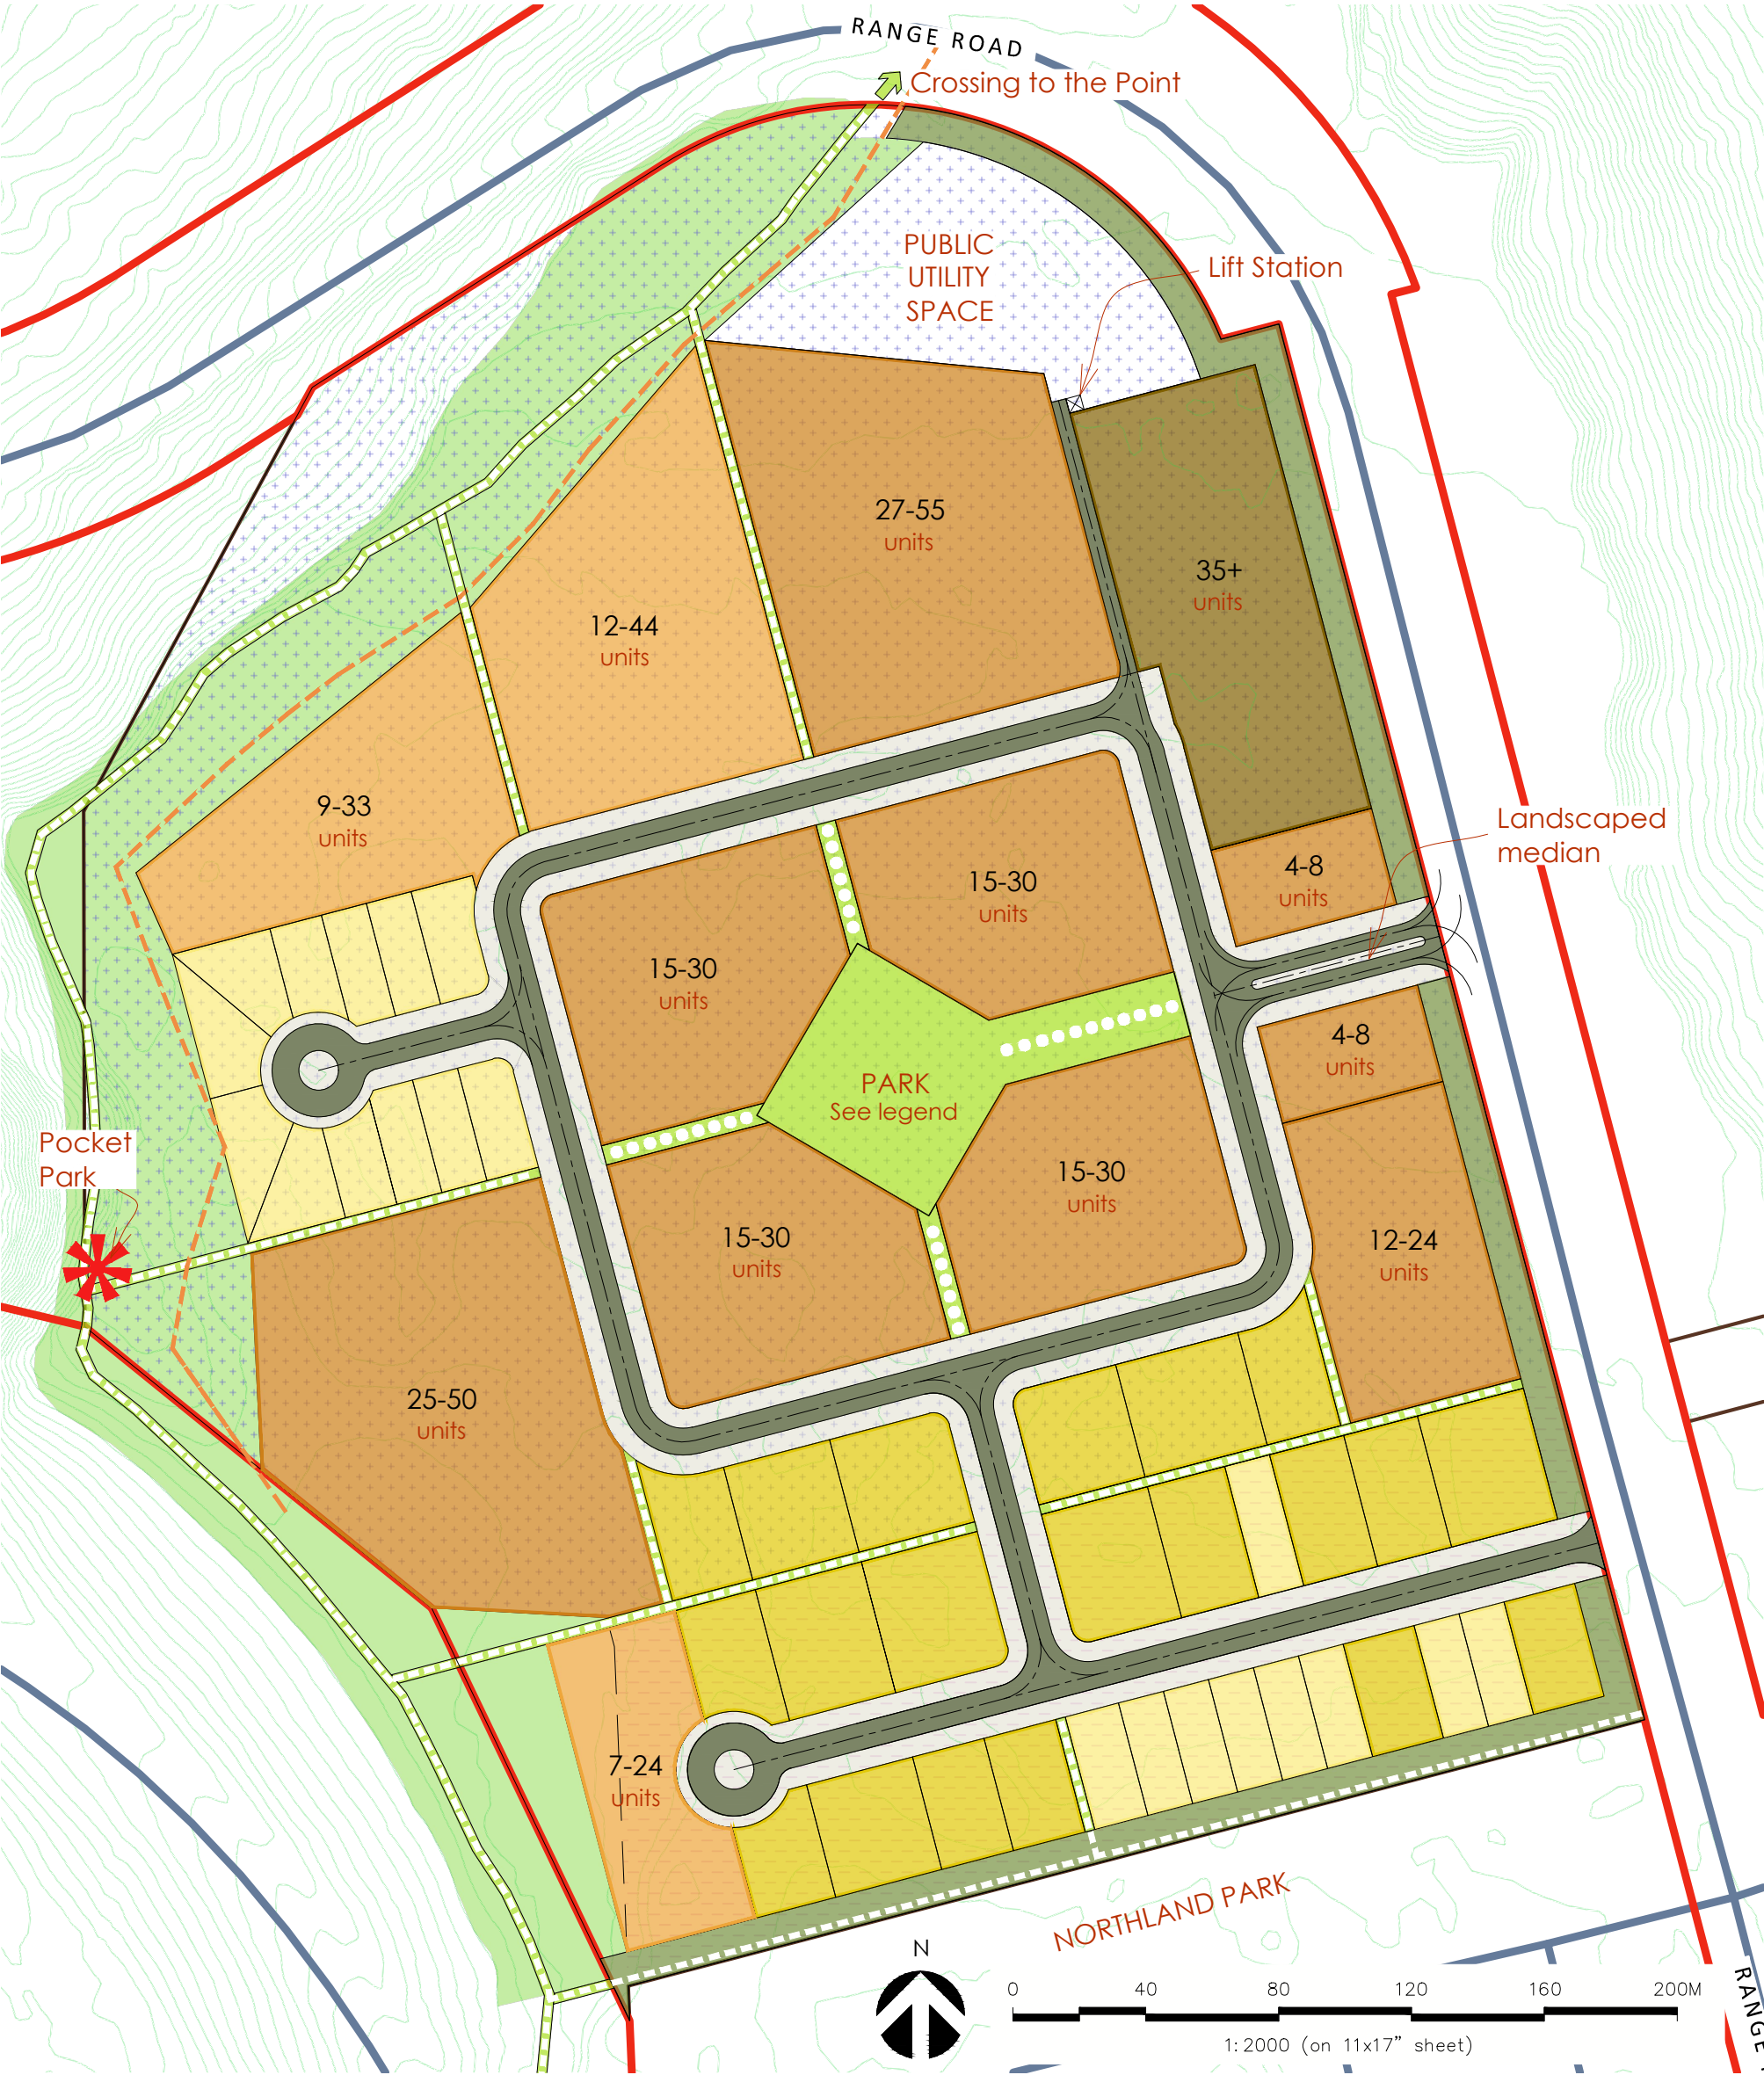 RANGE ROAD
Crossing to the Point
PUBLIC
UTILITY
SPACE
Lift Station
27-55
units
35+
units
12-44
units
9-33
units
Landscaped
median
4-8
units
15-30
units
15-30
units
4-8
units
PARK
See legend
Pocket
Park
15-30
units
12-24
units
15-30
units
25-50
units
7-24
units
NORTHLAND PARK
N
0 40 80 120 160 200M
1:2000 (on 11x17" sheet)
RANGE